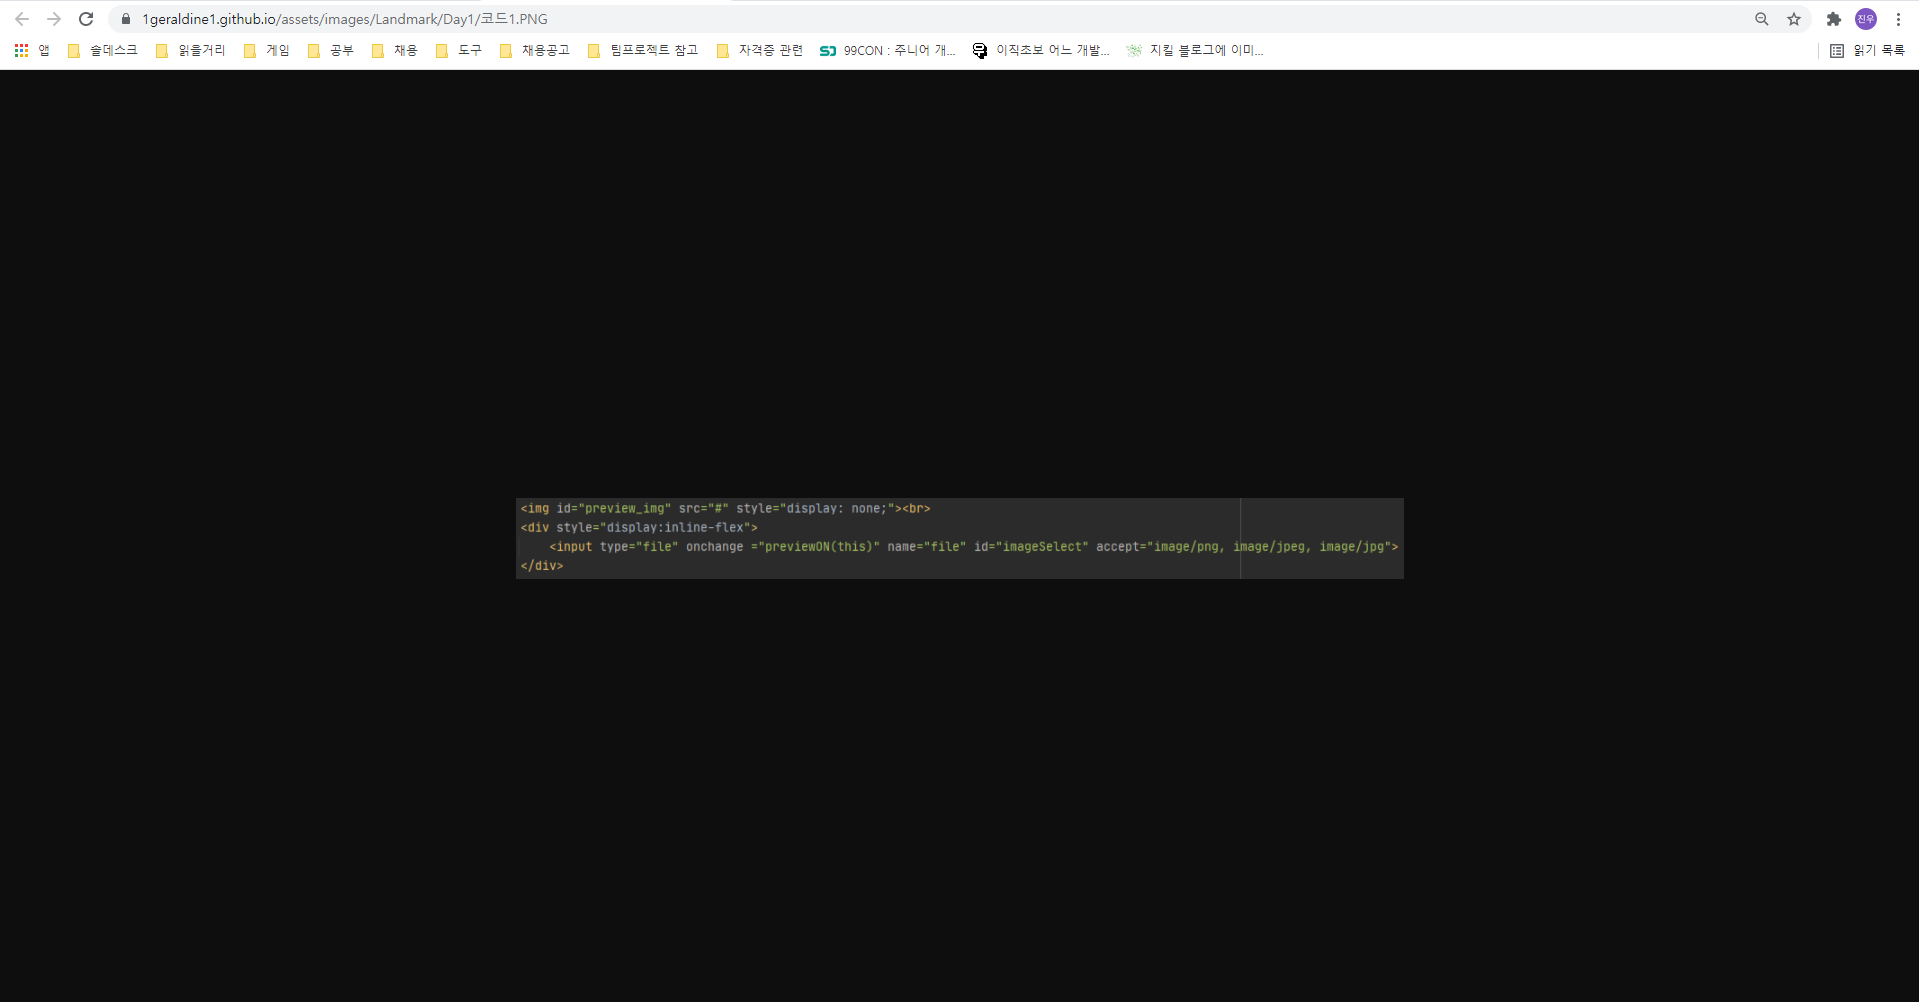 1geraldine1.github.io/assets/images/Landmark/Day1/코드1.PNG
진우
앱 솔데스크 읽을거리 게임 공부 채용 도구 채용공고 팀프로젝트 참고 자격증 관련 99CON : 주니어 개... 이직초보 어느 개발... 지킬 블로그에 이미... 읽기 목록
<img id="preview_img" src="#" style="display: none;"><br>
<div style="display:inline-flex">
    <input type="file" onchange ="previewON(this)" name="file" id="imageSelect" accept="image/png, image/jpeg, image/jpg">
</div>